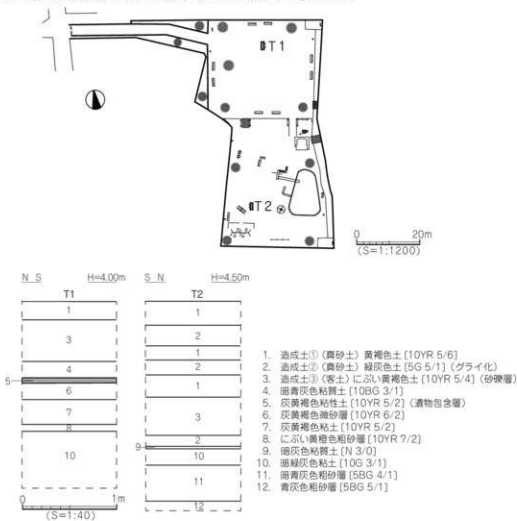 T1
T2
0 20m
(S=1:1200)
N S H=4.00m
T1
1
3
4
5
6
7
8
10
0 1m
(S=1:40)
S N H=4.50m
T2
1
2
1
2
1
3
2
9
10
11
12
1. 造成土① (真砂土) 黄褐色土 [10YR 5/6]
2. 造成土② (真砂土) 緑灰色土 [5G 5/1] (グライ化)
3. 造成土③ (客土) にぶい黄褐色土 [10YR 5/4] (砂礫層)
4. 暗青灰色粘質土 [10BG 3/1]
5. 灰黄褐色粘性土 [10YR 5/2] (遺物包含層)
6. 灰黄褐色微砂層 [10YR 6/2]
7. 灰黄褐色粘土 [10YR 5/2]
8. にぶい黄橙色粗砂層 [10YR 7/2]
9. 暗灰色粘質土 [N 3/0]
10. 暗緑灰色粘土 [10G 3/1]
11. 暗青灰色粗砂層 [5BG 4/1]
12. 青灰色粗砂層 [5BG 5/1]